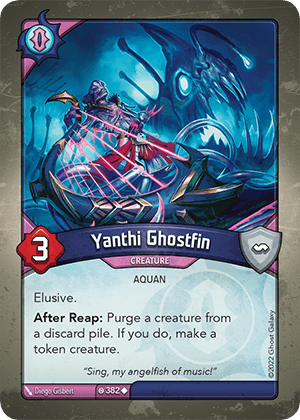 3
Yanthi Ghostfin
CREATURE
AQUAN
Elusive.
After Reap: Purge a creature from
a discard pile. If you do, make a
token creature.
"Sing, my angelfish of music!"
Diego Gisbert
382
©2022 Ghost Galaxy